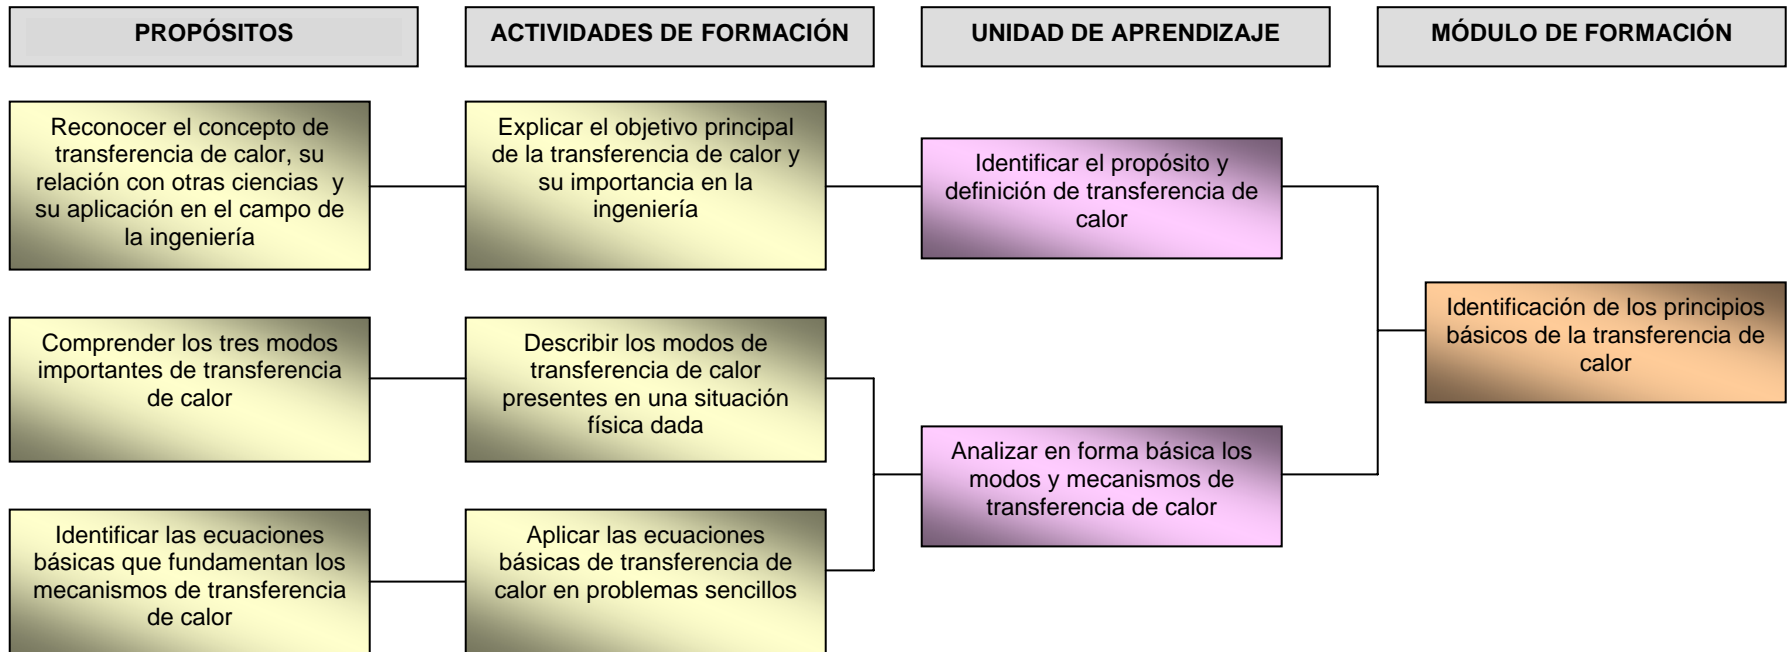 PROPÓSITOS
ACTIVIDADES DE FORMACIÓN
UNIDAD DE APRENDIZAJE
MÓDULO DE FORMACIÓN
Reconocer el concepto de
transferencia de calor, su
relación con otras ciencias y
su aplicación en el campo de
la ingeniería
Explicar el objetivo principal
de la transferencia de calor y
su importancia en la
ingeniería
Identificar el propósito y
definición de transferencia de
calor
Identificación de los principios
básicos de la transferencia de
calor
Comprender los tres modos
importantes de transferencia
de calor
Describir los modos de
transferencia de calor
presentes en una situación
física dada
Analizar en forma básica los
modos y mecanismos de
transferencia de calor
Identificar las ecuaciones
básicas que fundamentan los
mecanismos de transferencia
de calor
Aplicar las ecuaciones
básicas de transferencia de
calor en problemas sencillos